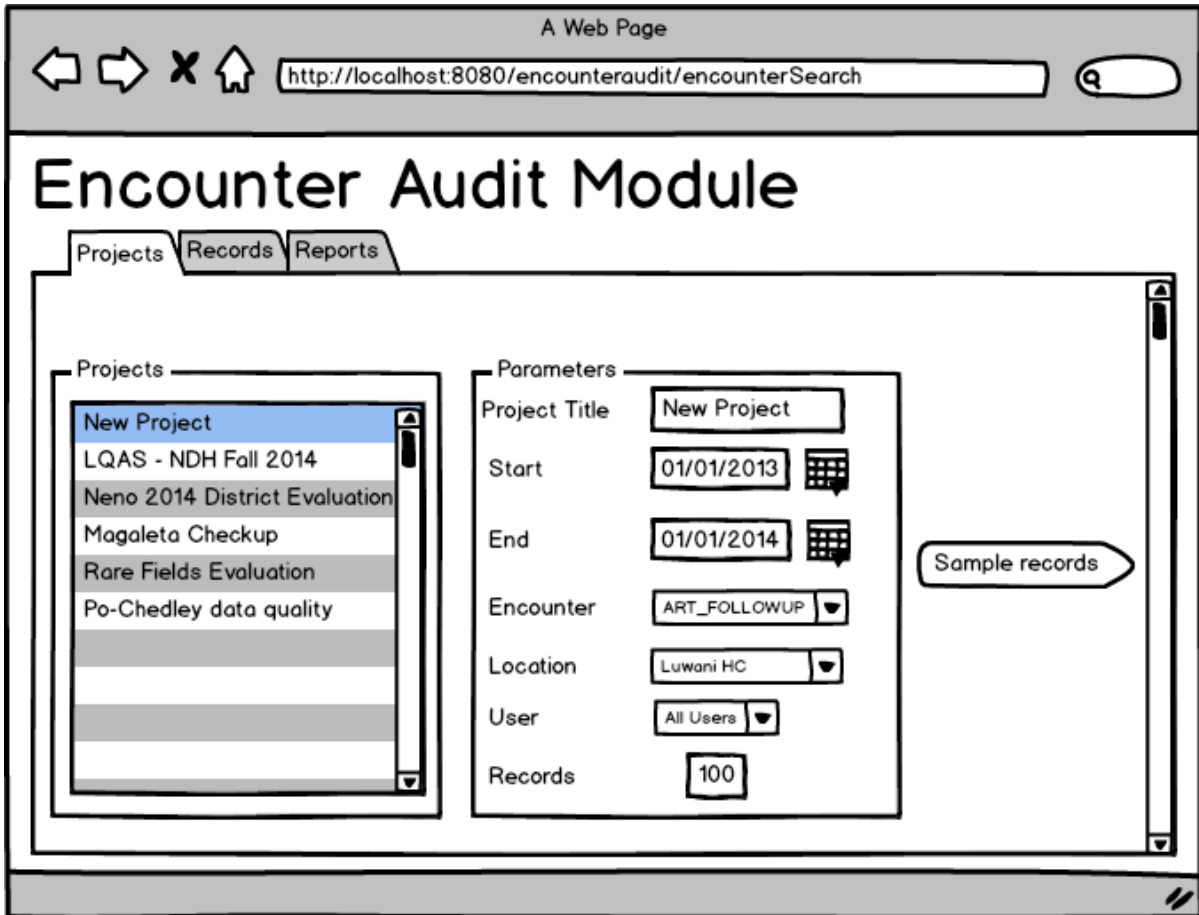 A Web Page
http://localhost:8080/encounteraudit/encounterSearch
Encounter Audit Module
Projects Records Reports
Projects
New Project
LQAS - NDH Fall 2014
Neno 2014 District Evaluation
Magaleta Checkup
Rare Fields Evaluation
Po-Chedley data quality
Parameters
Project Title New Project
Start 01/01/2013
End 01/01/2014
Encounter ART_FOLLOWUP
Location Luwani HC
User All Users
Records 100
Sample records